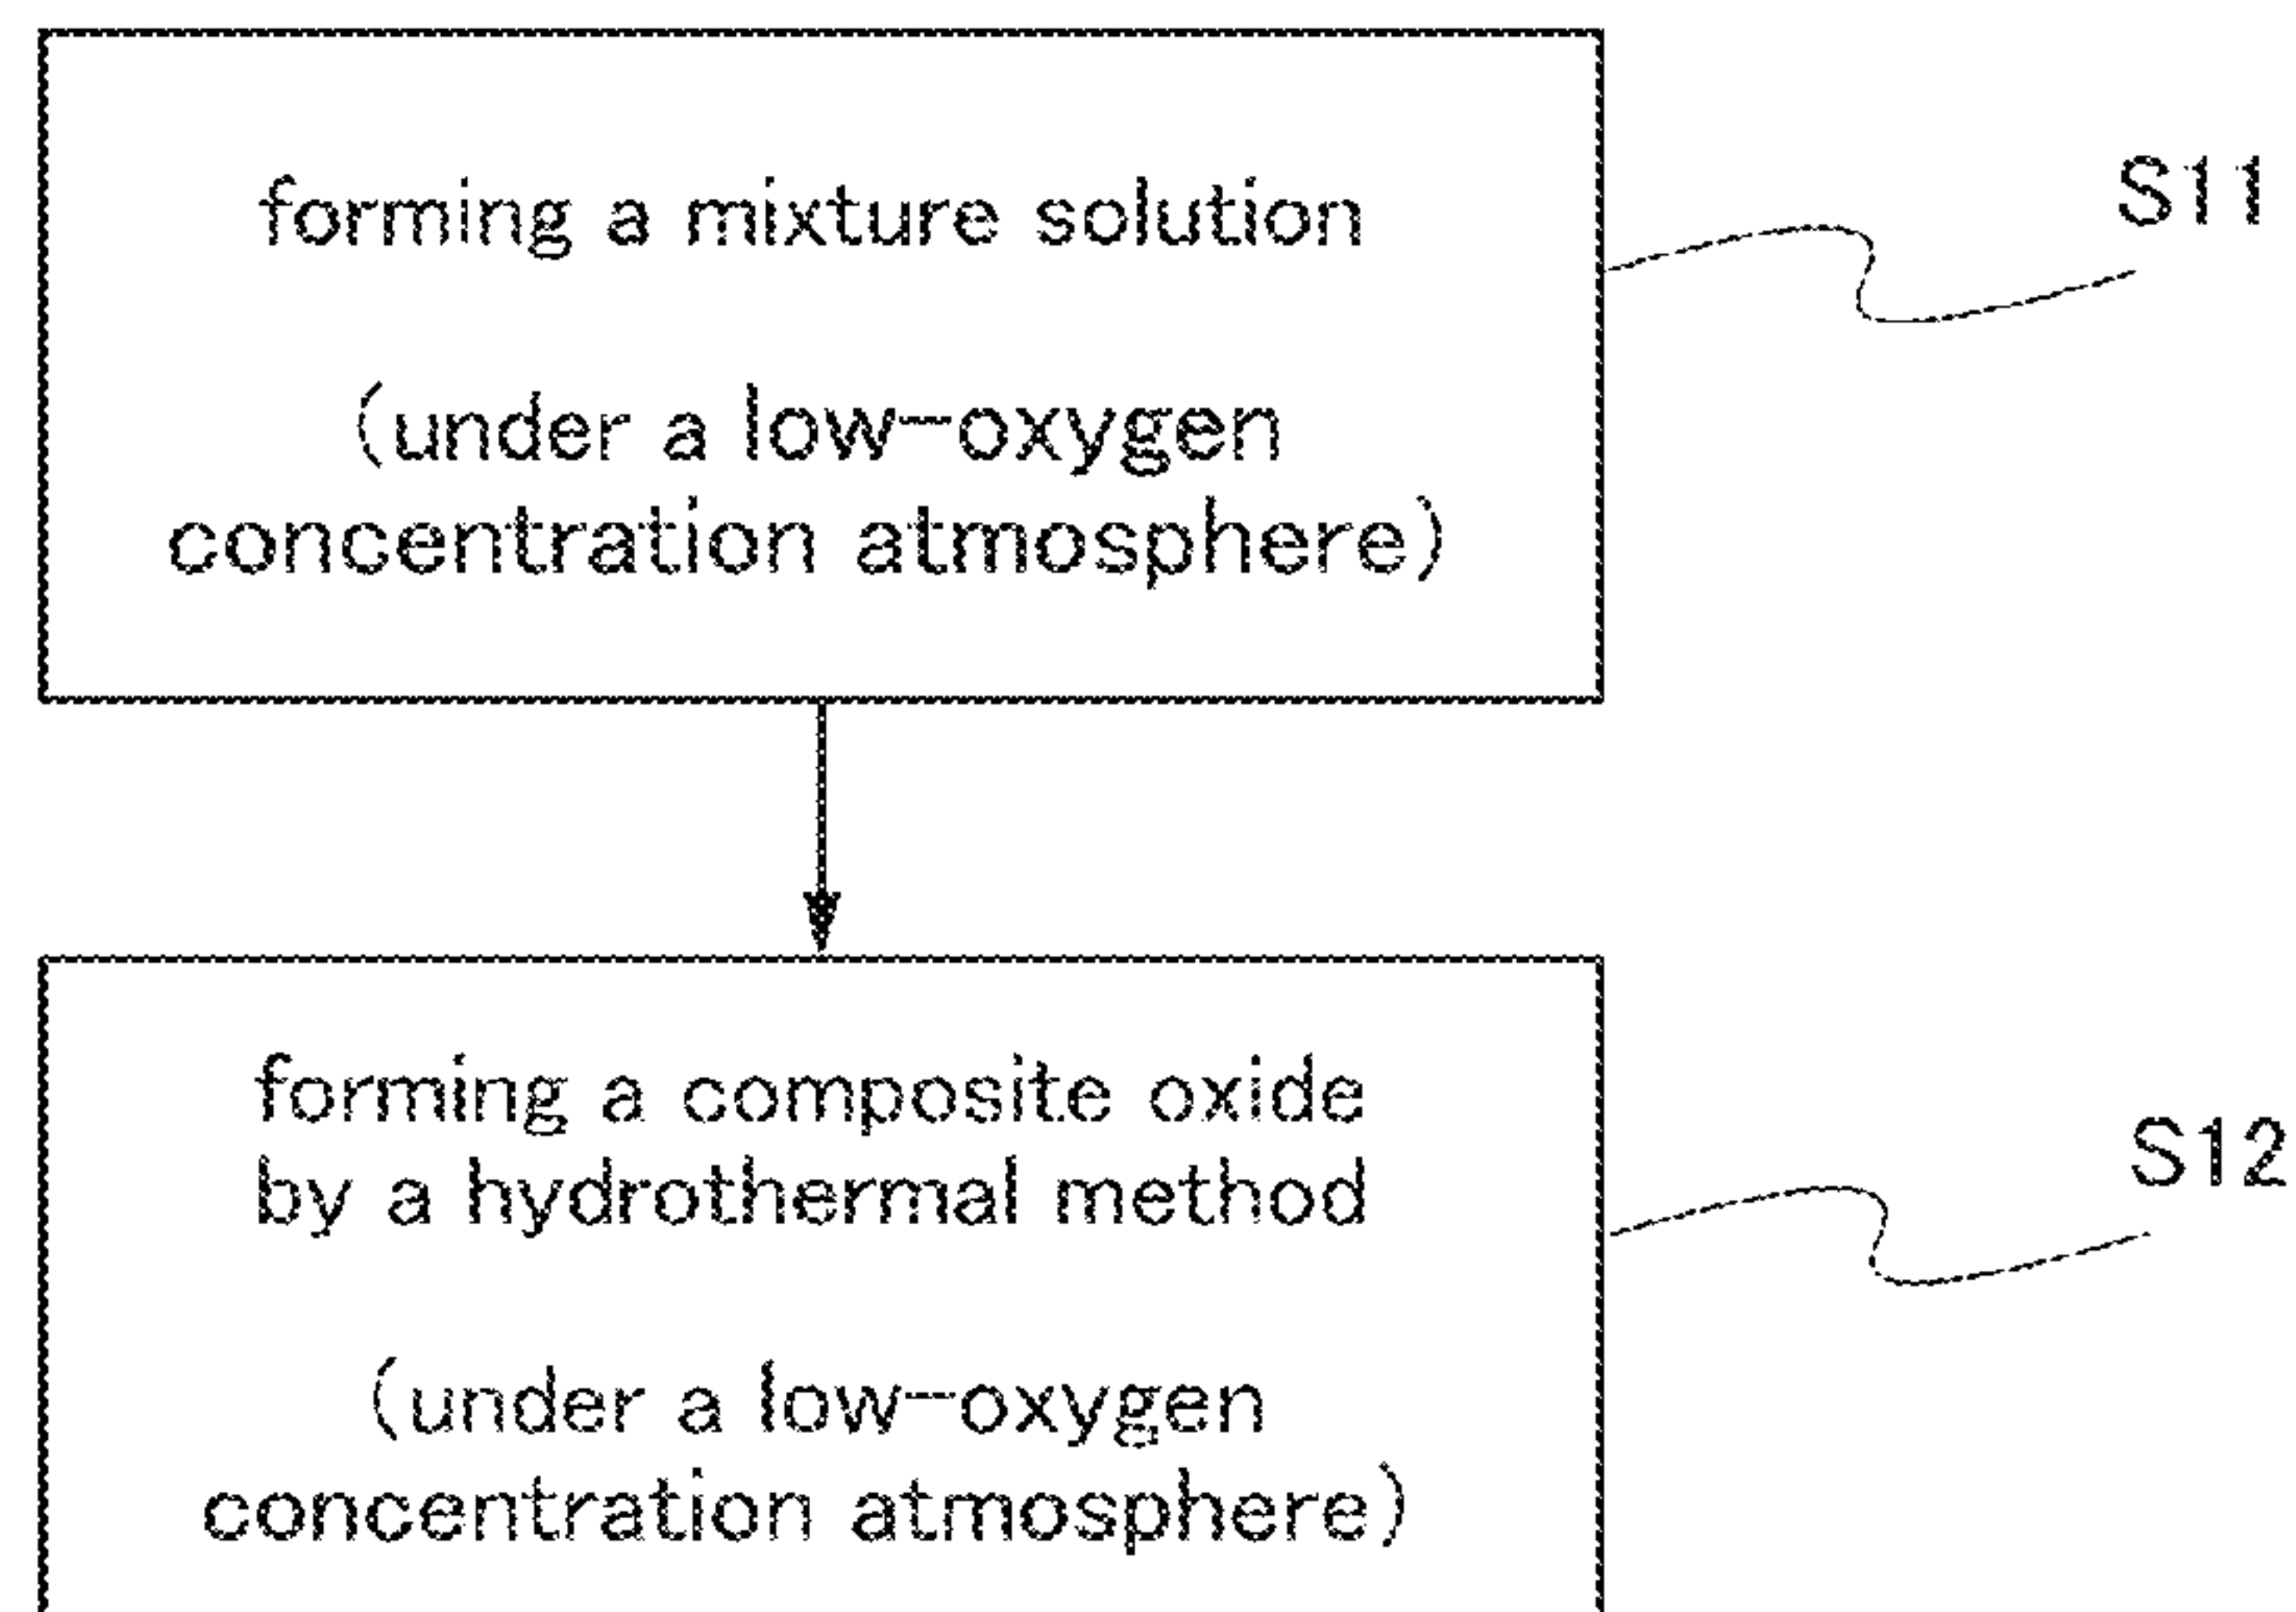 forming a mixture solution
S11
(under a low-oxygen
concentration atmosphere)
forming a composite oxide
by a hydrothermal method
S12
(under a low-oxygen
concentration atmosphere)